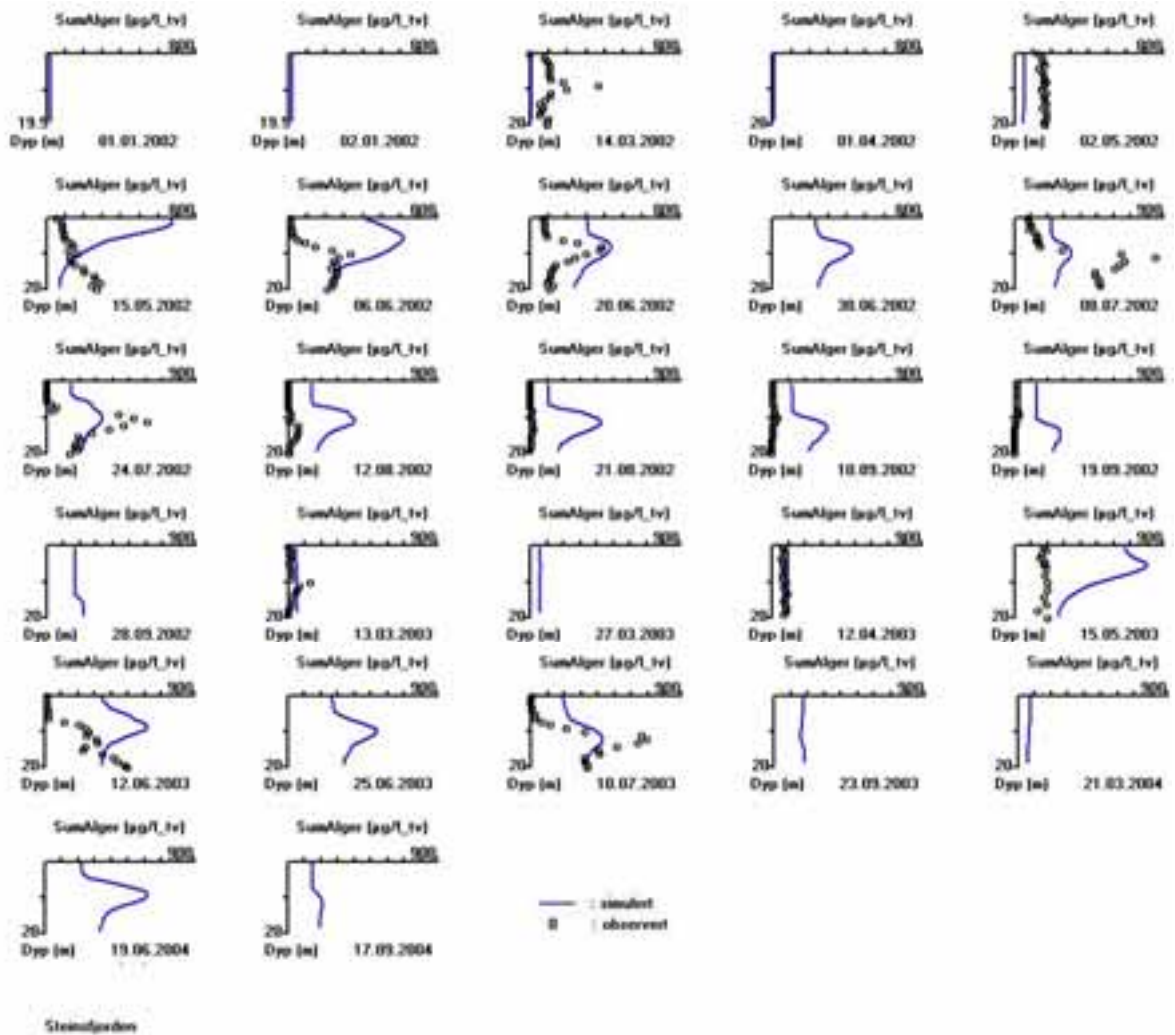 SumAlger (µg/l_tv) SumAlger (µg/l_tv) SumAlger (µg/l_tv) SumAlger (µg/l_tv) SumAlger (µg/l_tv)
600 600 600 600 600
19.9 19.9 20 20 20
Dyp (m) 01.01.2002 Dyp (m) 02.01.2002 Dyp (m) 14.03.2002 Dyp (m) 01.04.2002 Dyp (m) 02.05.2002
SumAlger (µg/l_tv) SumAlger (µg/l_tv) SumAlger (µg/l_tv) SumAlger (µg/l_tv) SumAlger (µg/l_tv)
600 600 600 600 900
20 20 20 20 20
Dyp (m) 15.05.2002 Dyp (m) 06.06.2002 Dyp (m) 20.06.2002 Dyp (m) 30.06.2002 Dyp (m) 08.07.2002
SumAlger (µg/l_tv) SumAlger (µg/l_tv) SumAlger (µg/l_tv) SumAlger (µg/l_tv) SumAlger (µg/l_tv)
900 900 900 900 900
20 20 20 20 20
Dyp (m) 24.07.2002 Dyp (m) 12.08.2002 Dyp (m) 21.08.2002 Dyp (m) 10.09.2002 Dyp (m) 19.09.2002
SumAlger (µg/l_tv) SumAlger (µg/l_tv) SumAlger (µg/l_tv) SumAlger (µg/l_tv) SumAlger (µg/l_tv)
900 900 900 900 900
20 20 20 20 20
Dyp (m) 28.09.2002 Dyp (m) 13.03.2003 Dyp (m) 27.03.2003 Dyp (m) 12.04.2003 Dyp (m) 15.05.2003
SumAlger (µg/l_tv) SumAlger (µg/l_tv) SumAlger (µg/l_tv) SumAlger (µg/l_tv) SumAlger (µg/l_tv)
900 900 900 900 900
20 20 20 20 20
Dyp (m) 12.06.2003 Dyp (m) 25.06.2003 Dyp (m) 10.07.2003 Dyp (m) 23.09.2003 Dyp (m) 21.03.2004
SumAlger (µg/l_tv) SumAlger (µg/l_tv)
900 900
20 20
Dyp (m) 19.06.2004 Dyp (m) 17.09.2004
: simulert
: observert
Steinsfjorden